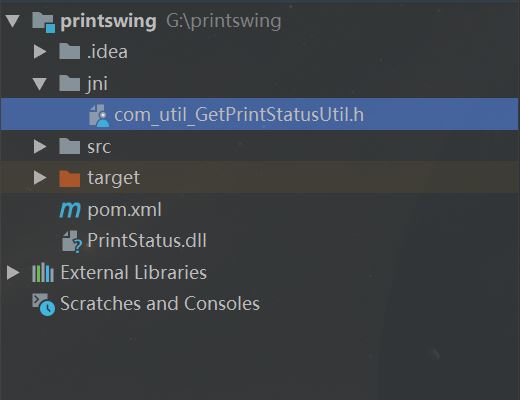 printswing G:\printswing
.idea
jni
com_util_GetPrintStatusUtil.h
src
target
pom.xml
PrintStatus.dll
External Libraries
Scratches and Consoles